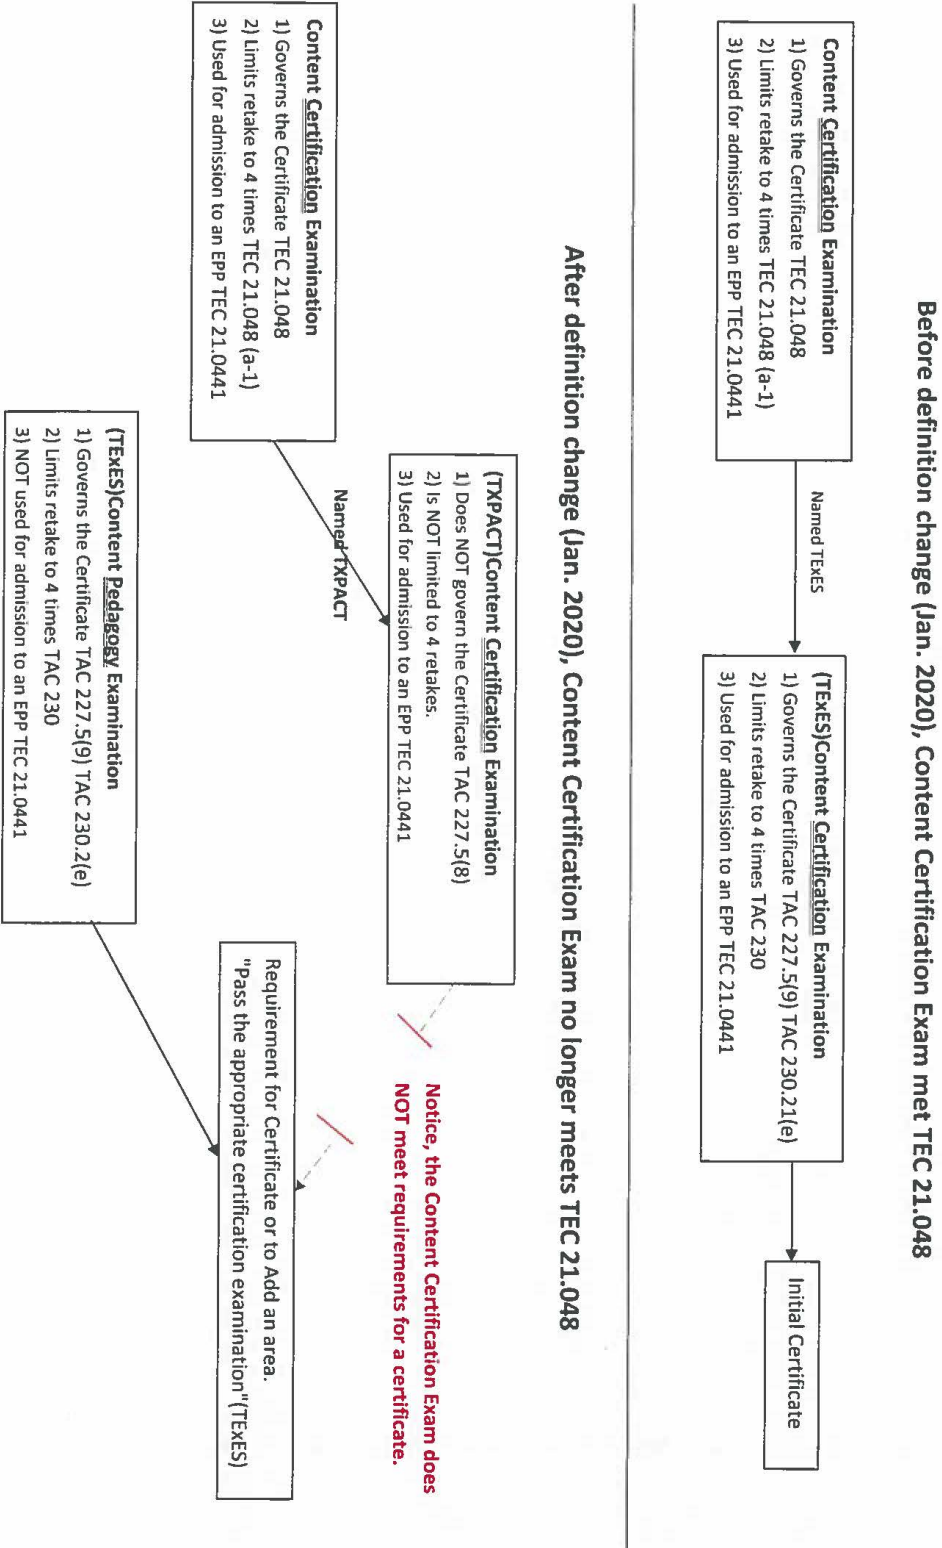 Before definition change (Jan. 2020), Content Certification Exam met TEC 21.048
Content Certification Examination
1) Governs the Certificate TEC 21.048
2) Limits retake to 4 times TEC 21.048 (a-1)
3) Used for admission to an EPP TEC 21.0441
Named TExES
(TExES)Content Certification Examination
1) Governs the Certificate TAC 227.5(9) TAC 230.21(e)
2) Limits retake to 4 times TAC 230
3) Used for admission to an EPP TEC 21.0441
Initial Certificate
After definition change (Jan. 2020), Content Certification Exam no longer meets TEC 21.048
(TXPACT)Content Certification Examination
1) Does NOT govern the Certificate TAC 227.5(8)
2) Is NOT limited to 4 retakes.
3) Used for admission to an EPP TEC 21.0441
Notice, the Content Certification Exam does
NOT meet requirements for a certificate.
Content Certification Examination
1) Governs the Certificate TEC 21.048
2) Limits retake to 4 times TEC 21.048 (a-1)
3) Used for admission to an EPP TEC 21.0441
Named TXPACT
Requirement for Certificate or to Add an area.
"Pass the appropriate certification examination"(TExES)
(TExES)Content Pedagogy Examination
1) Governs the Certificate TAC 227.5(9) TAC 230.2(e)
2) Limits retake to 4 times TAC 230
3) NOT used for admission to an EPP TEC 21.0441